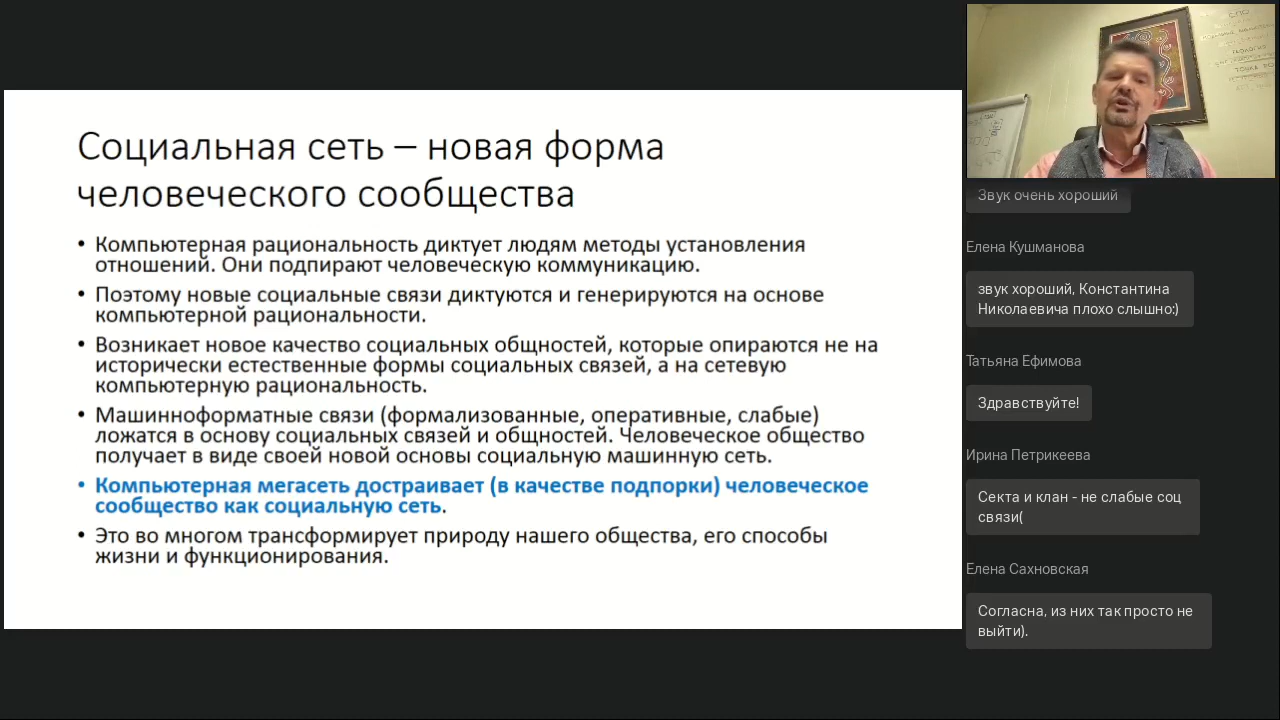 Социальная сеть – новая форма
человеческого сообщества
• Компьютерная рациональность диктует людям методы установления
отношений. Они подпирают человеческую коммуникацию.
• Поэтому новые социальные связи диктуются и генерируются на основе
компьютерной рациональности.
• Возникает новое качество социальных общностей, которые опираются не на
исторически естественные формы социальных связей, а на сетевую
компьютерную рациональность.
• Машинноформатные связи (формализованные, оперативные, слабые)
ложатся в основу социальных связей и общностей. Человеческое общество
получает в виде своей новой основы социальную машинную сеть.
• Компьютерная мегасеть достраивает (в качестве подпорки) человеческое
сообщество как социальную сеть.
• Это во многом трансформирует природу нашего общества, его способы
жизни и функционирования.
Звук очень хороший
Елена Кушманова
звук хороший, Константина
Николаевича плохо слышно:)
Татьяна Ефимова
Здравствуйте!
Ирина Петрикеева
Секта и клан - не слабые соц
связи(
Елена Сахновская
Согласна, из них так просто не
выйти).